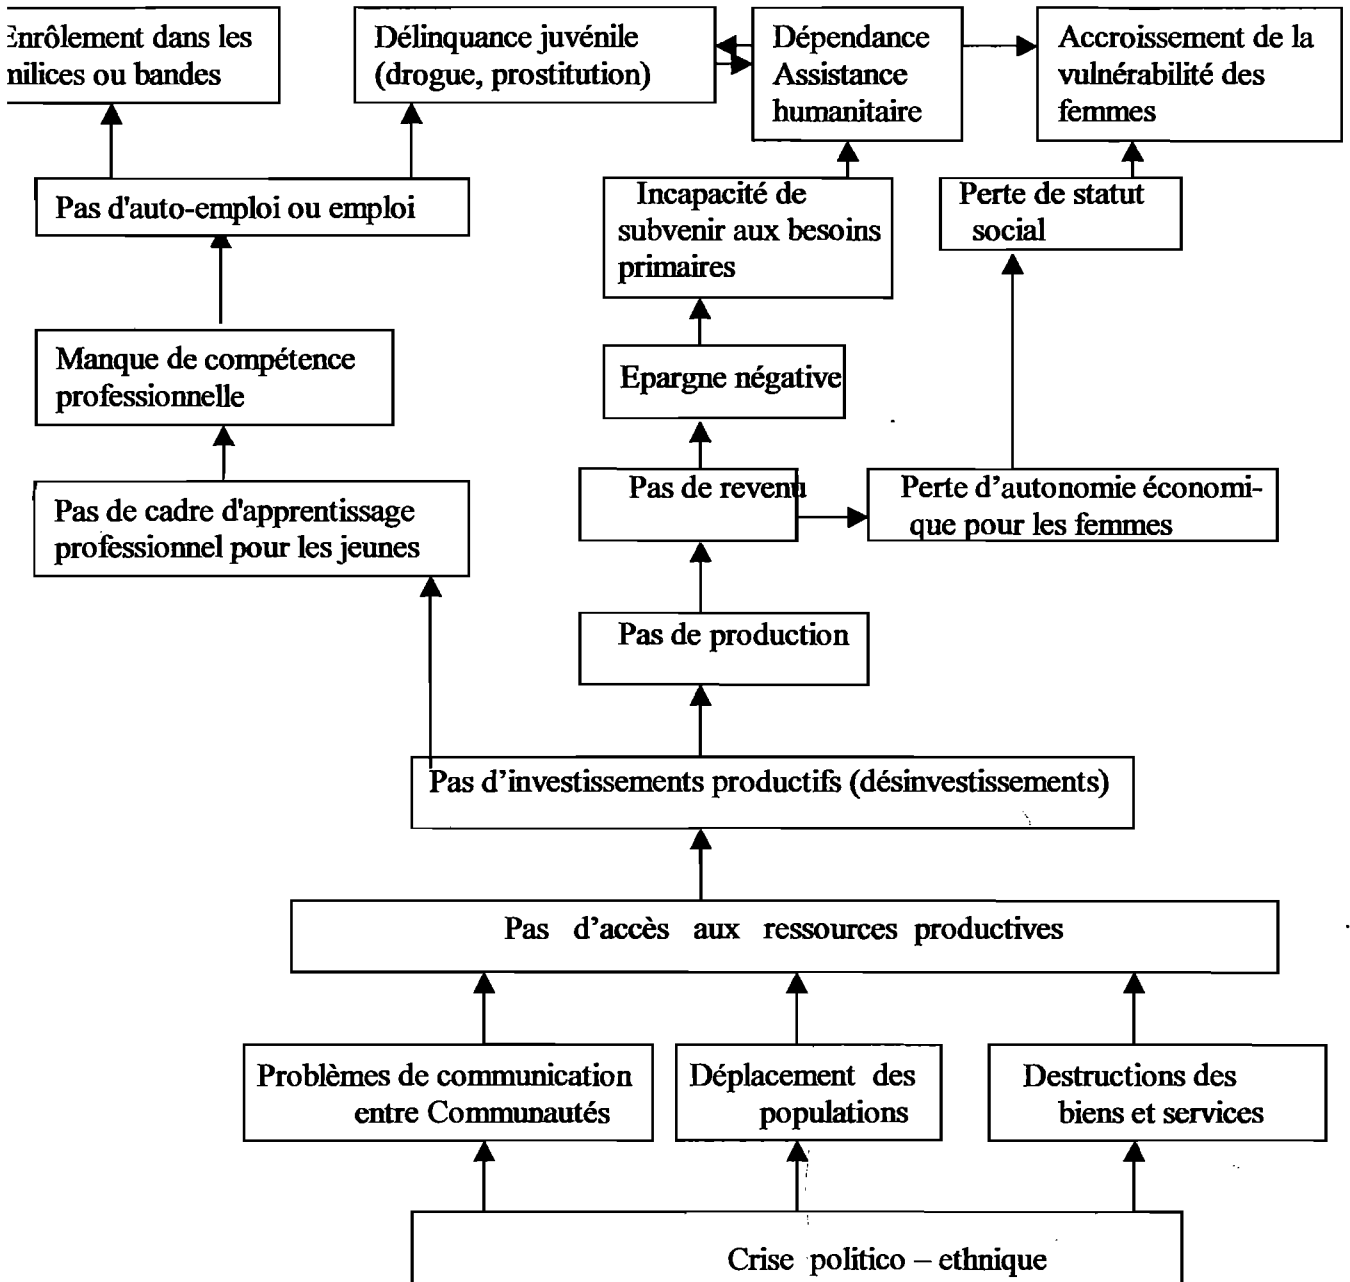 Enrôlement dans les
milices ou bandes
Délinquance juvénile
(drogue, prostitution)
Dépendance
Assistance
humanitaire
Accroissement de la
vulnérabilité des
femmes
Pas d'auto-emploi ou emploi
Incapacité de
subvenir aux besoins
primaires
Perte de statut
social
Manque de compétence
professionnelle
Epargne négative
Pas de cadre d'apprentissage
professionnel pour les jeunes
Pas de revenu
Perte d’autonomie économi-
que pour les femmes
Pas de production
Pas d’investissements productifs (désinvestissements)
Pas d’accès aux ressources productives
Problèmes de communication
entre Communautés
Déplacement des
populations
Destructions des
biens et services
Crise politico – ethnique